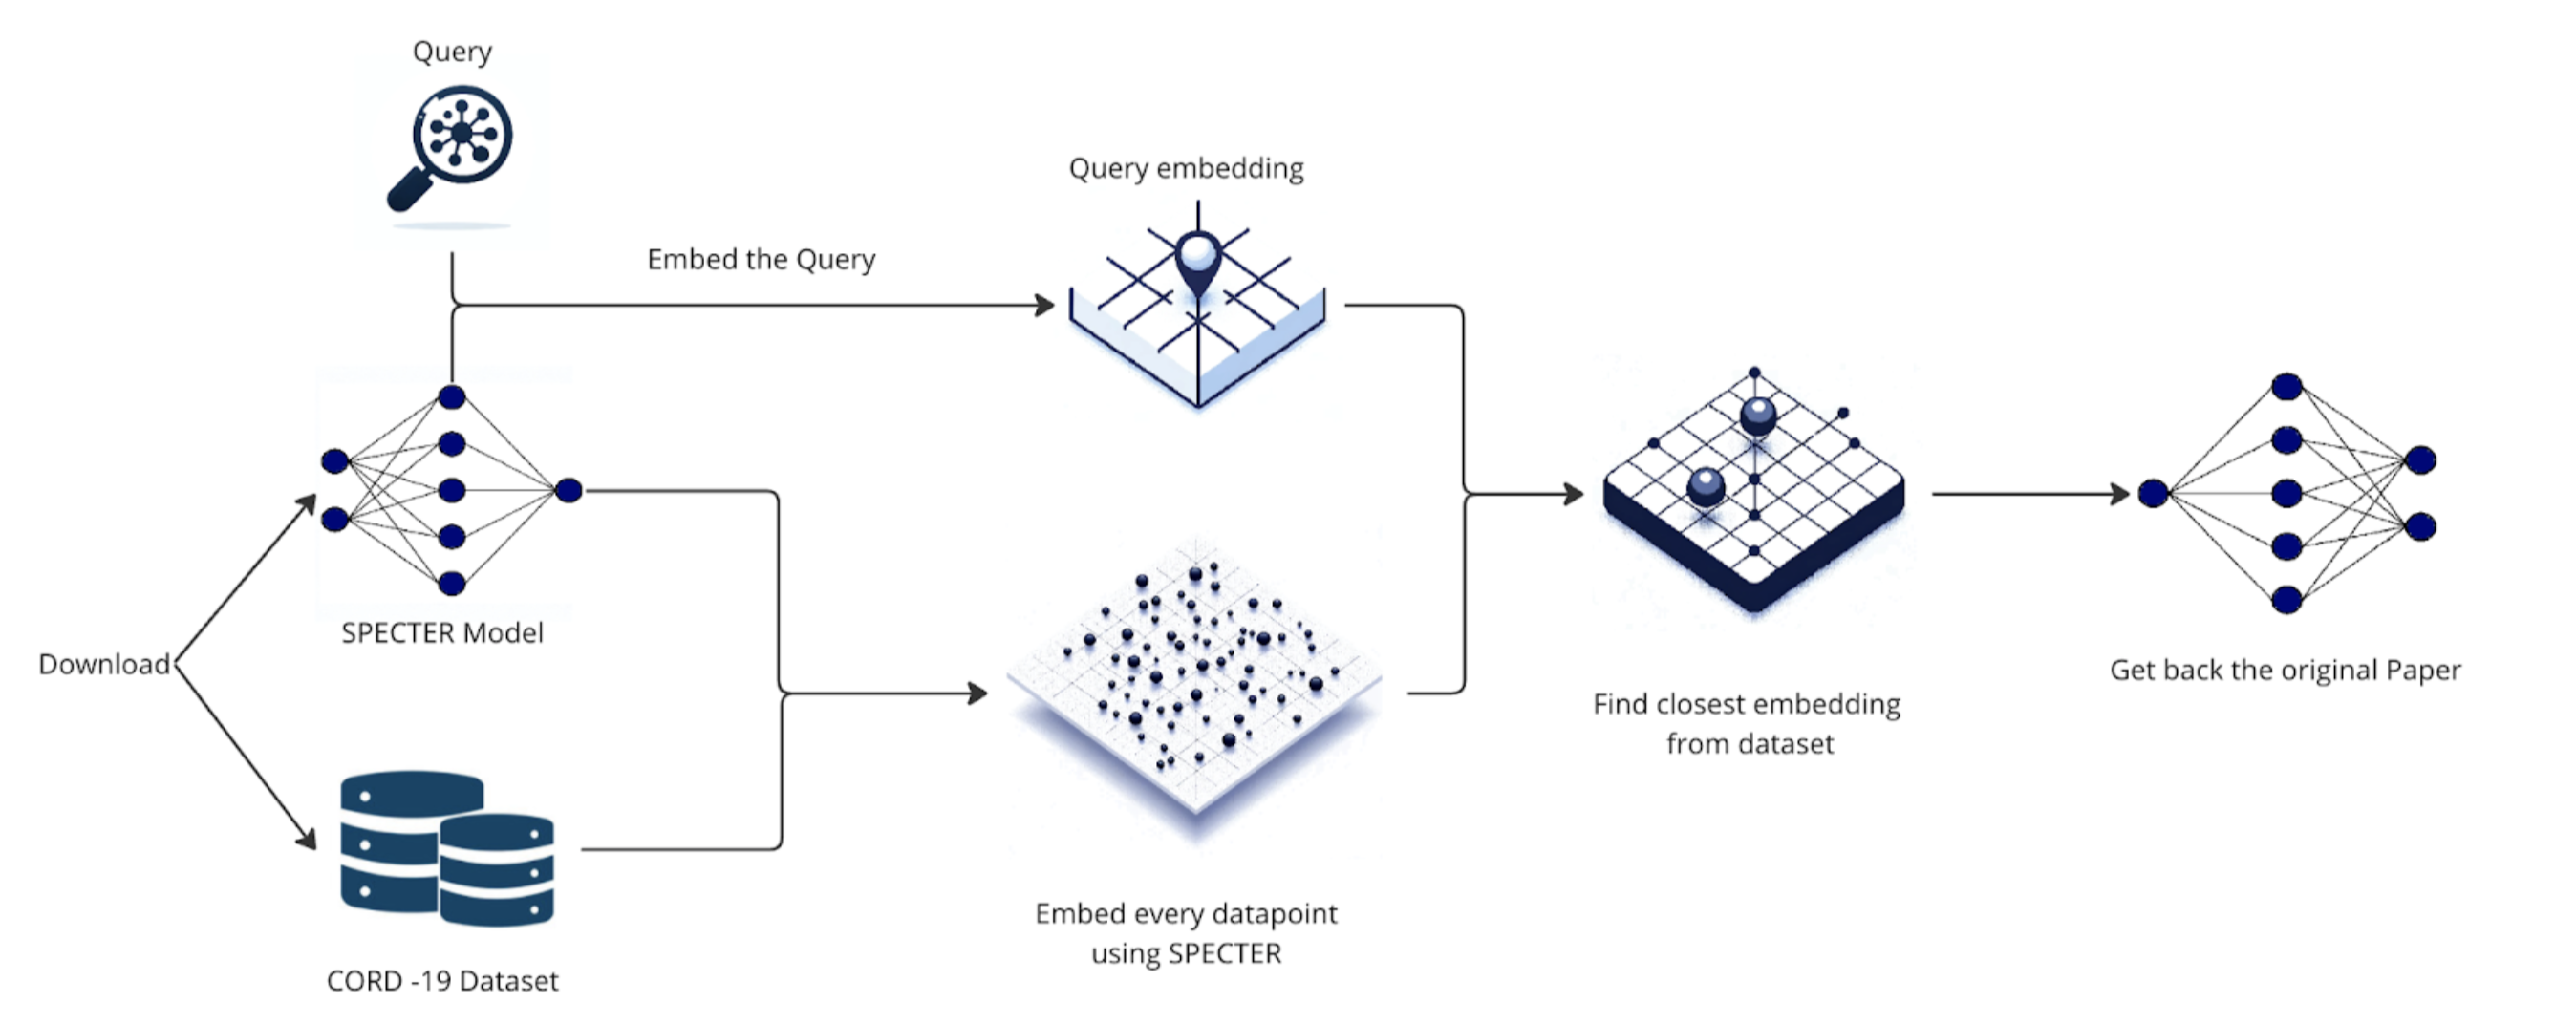 Query
Query embedding
Embed the Query
SPECTER Model
Download
Get back the original Paper
Find closest embedding
from dataset
Embed every datapoint
using SPECTER
CORD -19 Dataset